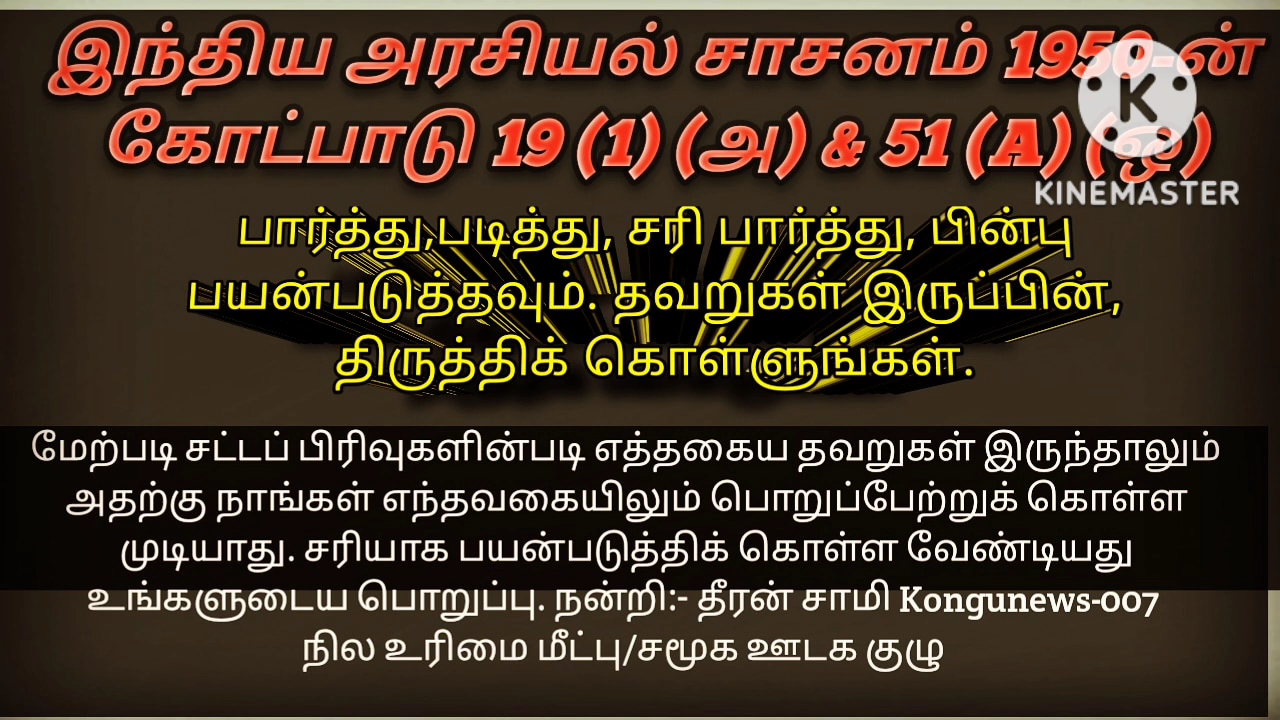 இந்திய அரசியல் சாசனம் 1950-ன்
கோட்பாடு 19 (1) (அ) & 51 (A) (ஒ)
K
KINEMASTER
பார்த்து,படித்து, சரி பார்த்து, பின்பு
பயன்படுத்தவும். தவறுகள் இருப்பின்,
திருத்திக் கொள்ளுங்கள்.
மேற்படி சட்டப் பிரிவுகளின்படி எத்தகைய தவறுகள் இருந்தாலும்
அதற்கு நாங்கள் எந்தவகையிலும் பொறுப்பேற்றுக் கொள்ள
முடியாது. சரியாக பயன்படுத்திக் கொள்ள வேண்டியது
உங்களுடைய பொறுப்பு. நன்றி:- தீரன் சாமி Kongunews-007
நில உரிமை மீட்பு/சமூக ஊடக குழு